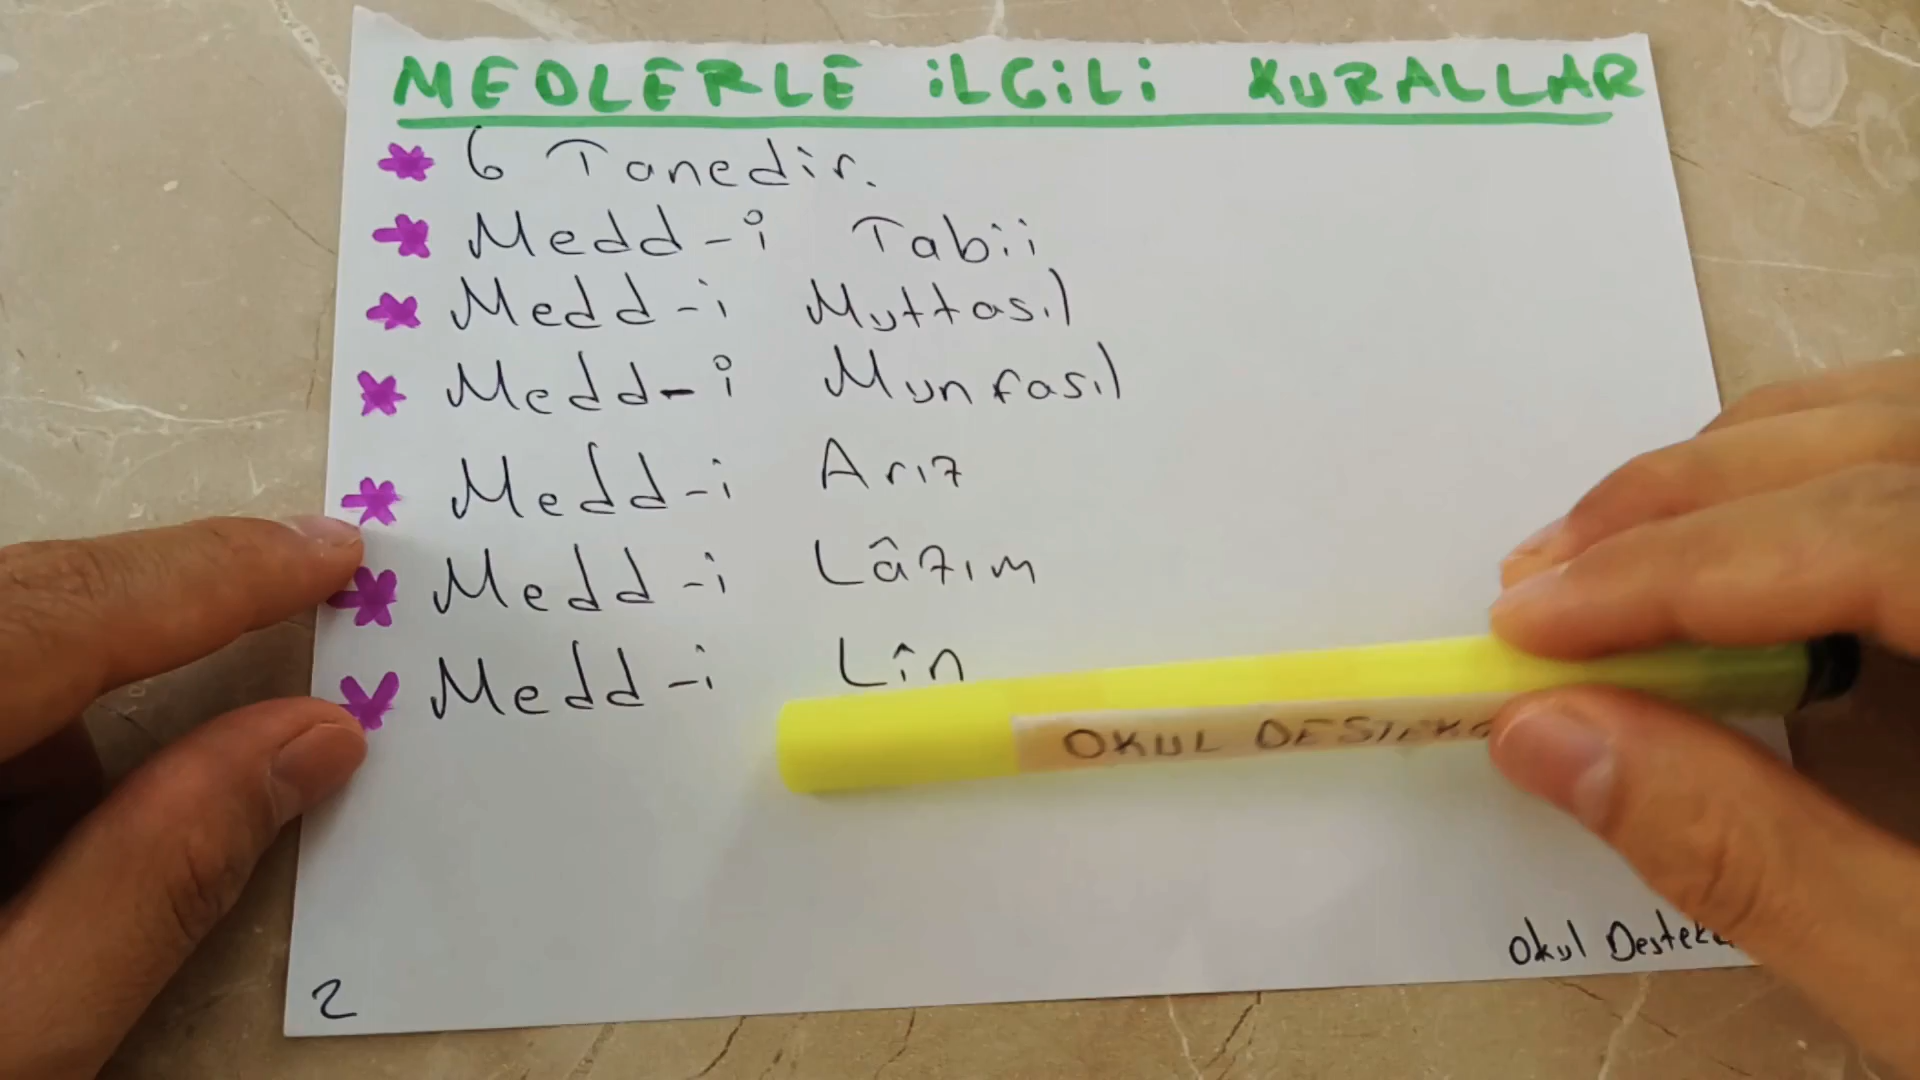 MEDLERLE İLGİLİ KURALLAR
6 Tanedir.
Medd-i Tabii
Medd-i Muttasıl
Medd-i Munfasıl
Medd-i Arız
Medd-i Lâzım
Medd-i Lîn
OKUL
Okul
2